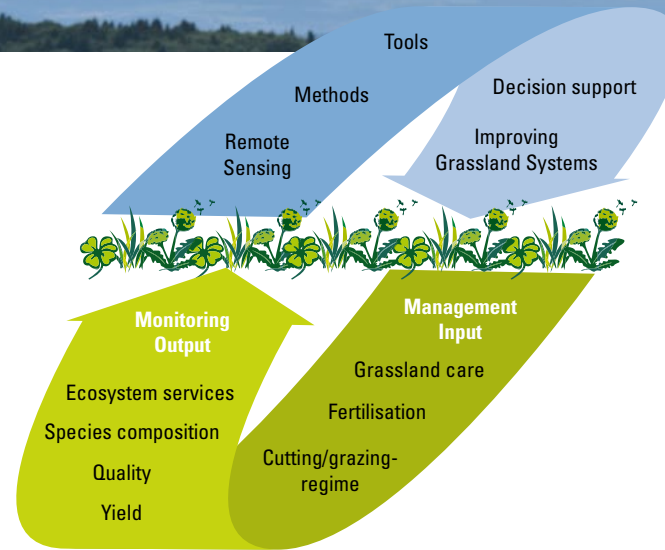 Tools
Methods
Remote
Sensing
Decision support
Improving
Grassland Systems
Monitoring
Output
Ecosystem services
Species composition
Quality
Yield
Management
Input
Grassland care
Fertilisation
Cutting/grazing-
regime